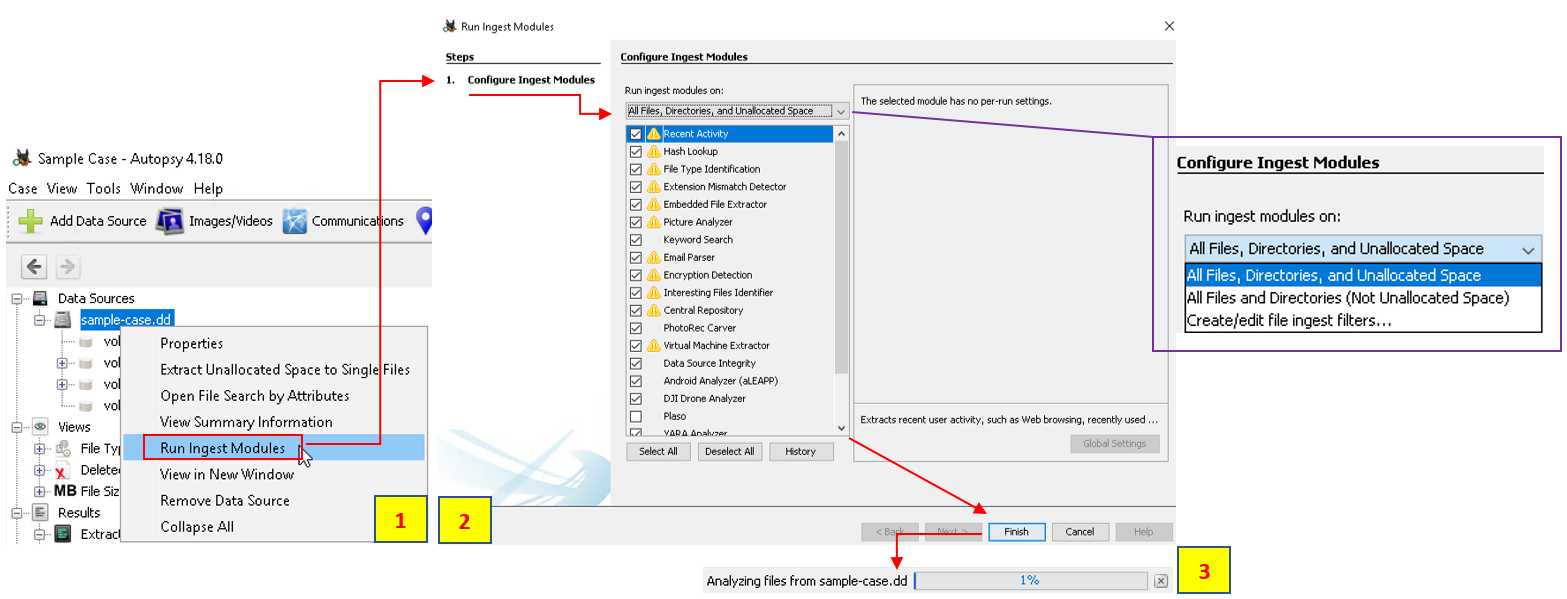 Sample Case - Autopsy 4.18.0
Case View Tools Window Help
Add Data Source Images/Videos Communications
Data Sources
sample-case.dd
vol
vol
vol
vol
Views
File Typ
Delete
MB File Siz
Results
Extrac
Properties
Extract Unallocated Space to Single Files
Open File Search by Attributes
View Summary Information
Run Ingest Modules
View in New Window
Remove Data Source
Collapse All
1
Run Ingest Modules
Steps
1. Configure Ingest Modules
Configure Ingest Modules
Run ingest modules on:
All Files, Directories, and Unallocated Space
Recent Activity
Hash Lookup
File Type Identification
Extension Mismatch Detector
Embedded File Extractor
Picture Analyzer
Keyword Search
Email Parser
Encryption Detection
Interesting Files Identifier
Central Repository
PhotoRec Carver
Virtual Machine Extractor
Data Source Integrity
Android Analyzer (aLEAPP)
DJI Drone Analyzer
Plaso
YARA Analyzer
Select All Deselect All History
The selected module has no per-run settings.
Extracts recent user activity, such as Web browsing, recently used ...
Global Settings
< Back Next > Finish Cancel Help
2
Configure Ingest Modules
Run ingest modules on:
All Files, Directories, and Unallocated Space
All Files, Directories, and Unallocated Space
All Files and Directories (Not Unallocated Space)
Create/edit file ingest filters...
Analyzing files from sample-case.dd 1%
3